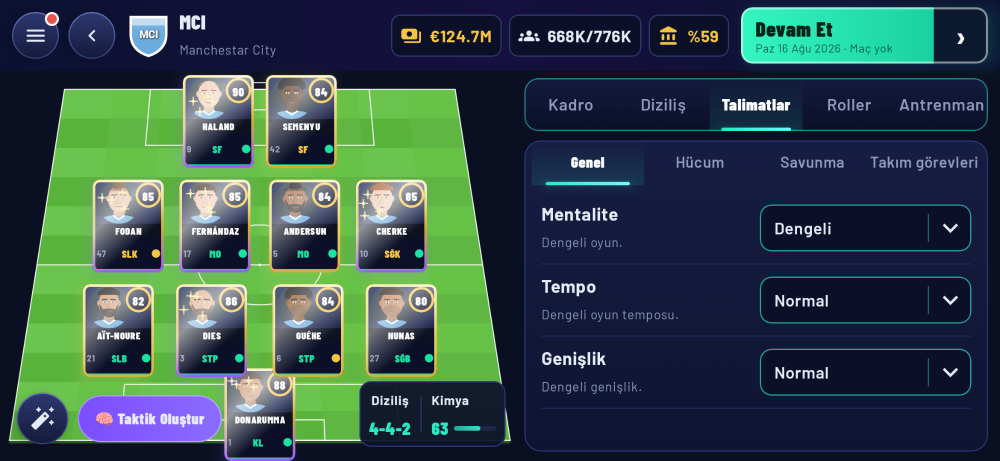 MCI
MCI
Manchestar City
€124.7M
668K/776K
%59
Devam Et
Paz 16 Ağu 2026 · Maç yok
›
Kadro
Diziliş
Talimatlar
Roller
Antrenman
Genel
Hücum
Savunma
Takım görevleri
Mentalite
Dengeli oyun.
Dengeli
Tempo
Dengeli oyun temposu.
Normal
Genişlik
Dengeli genişlik.
Normal
90
HALAND
9 SF
84
SEMENYU
42 SF
85
FODAN
47 SLK
85
FERNÁNDAZ
17 MO
84
ANDERSUN
5 MO
85
CHERKE
10 SĞK
82
AÏT-NOURE
21 SLB
86
DIES
3 STP
84
GUÉHE
6 STP
80
NUNAS
27 SĞB
88
DONARUMMA
1 KL
Taktik Oluştur
Diziliş
4-4-2
Kimya
63